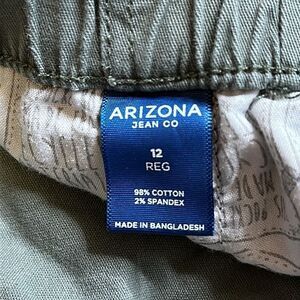 ARIZONA
JEAN CO
12
REG
98% COTTON
2% SPANDEX
MADE IN BANGLADESH